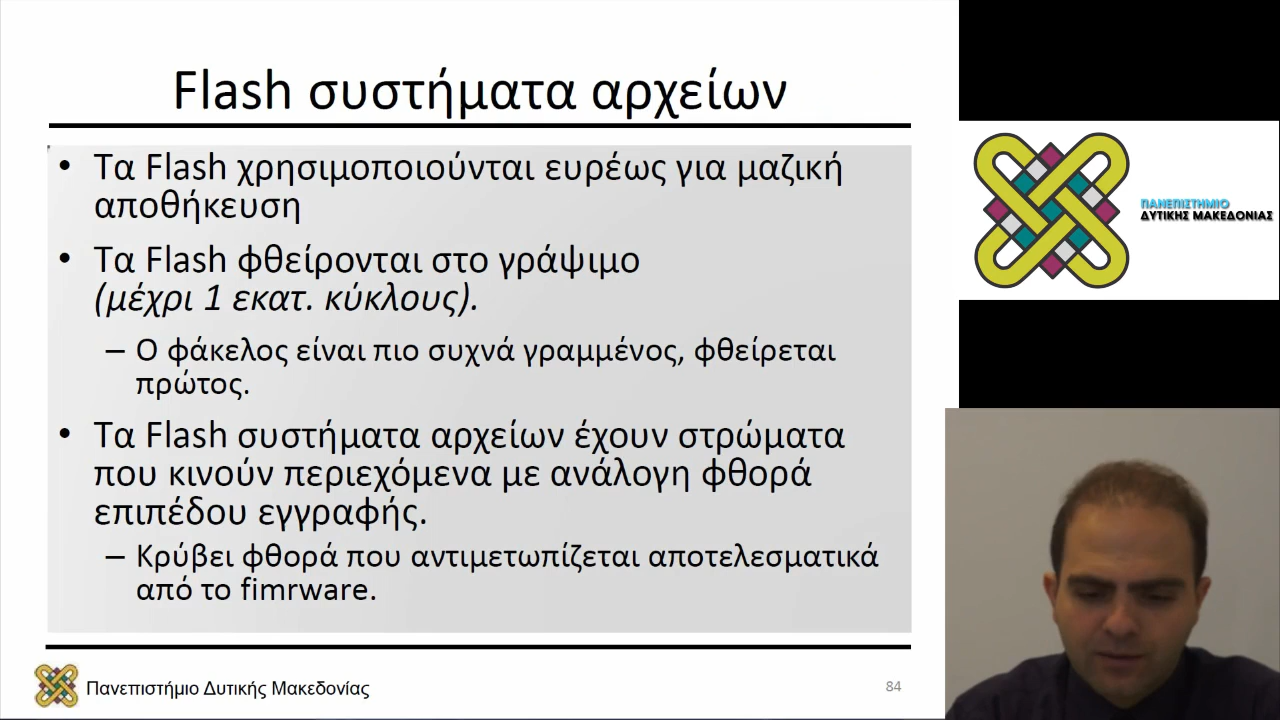 Flash συστήματα αρχείων
• Τα Flash χρησιμοποιούνται ευρέως για μαζική
αποθήκευση
• Τα Flash φθείρονται στο γράψιμο
(μέχρι 1 εκατ. κύκλους).
– Ο φάκελος είναι πιο συχνά γραμμένος, φθείρεται
πρώτος.
• Τα Flash συστήματα αρχείων έχουν στρώματα
που κινούν περιεχόμενα με ανάλογη φθορά
επιπέδου εγγραφής.
– Κρύβει φθορά που αντιμετωπίζεται αποτελεσματικά
από το fimrware.
Πανεπιστήμιο Δυτικής Μακεδονίας
84
ΠΑΝΕΠΙΣΤΗΜΙΟ
ΔΥΤΙΚΗΣ ΜΑΚΕΔΟΝΙΑΣ